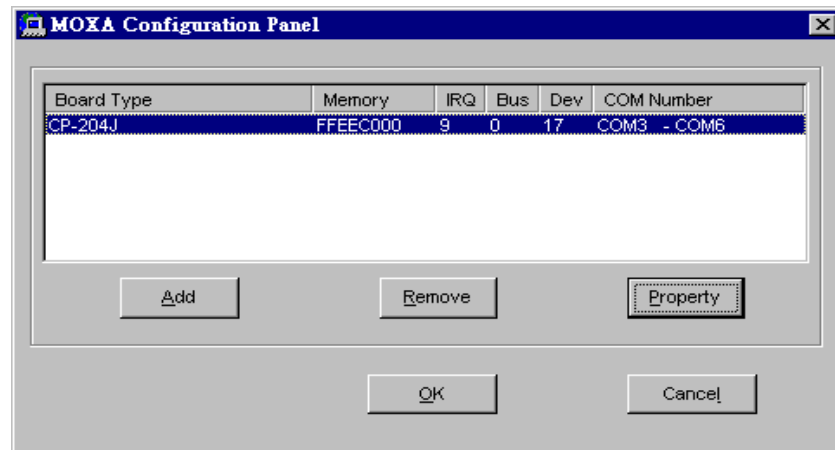 MOXA Configuration Panel
Board Type Memory IRQ Bus Dev COM Number
CP-204J FFEEC000 9 0 17 COM3 - COM6
Add Remove Property
OK Cancel